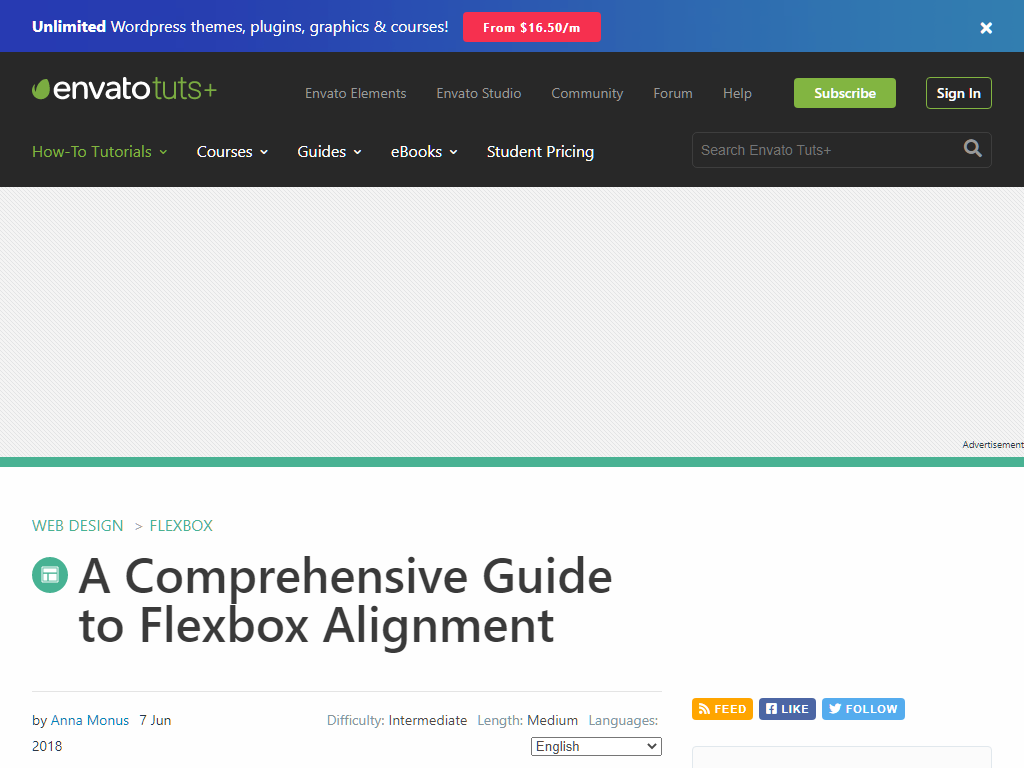 Unlimited Wordpress themes, plugins, graphics & courses! From $16.50/m
envatotuts+
Envato Elements Envato Studio Community Forum Help Subscribe Sign In
How-To Tutorials Courses Guides eBooks Student Pricing Search Envato Tuts+
Advertisement
WEB DESIGN > FLEXBOX
A Comprehensive Guide
to Flexbox Alignment
by Anna Monus 7 Jun
2018
Difficulty: Intermediate Length: Medium Languages:
English
FEED LIKE FOLLOW